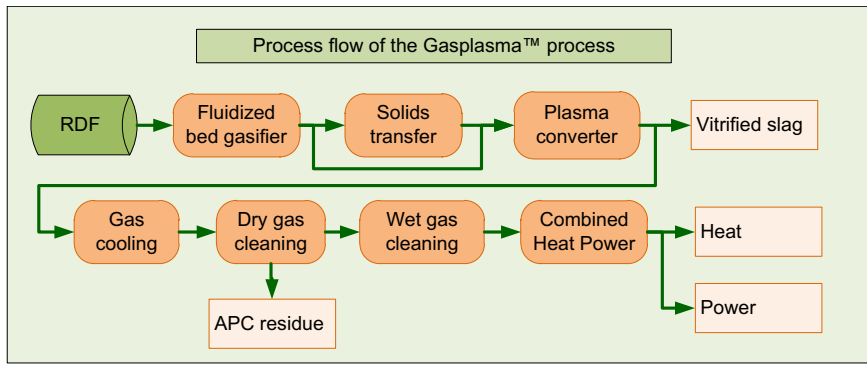 Process flow of the Gasplasma™ process
RDF
Fluidized
bed gasifier
Solids
transfer
Plasma
converter
Vitrified slag
Gas
cooling
Dry gas
cleaning
Wet gas
cleaning
Combined
Heat Power
Heat
APC residue
Power